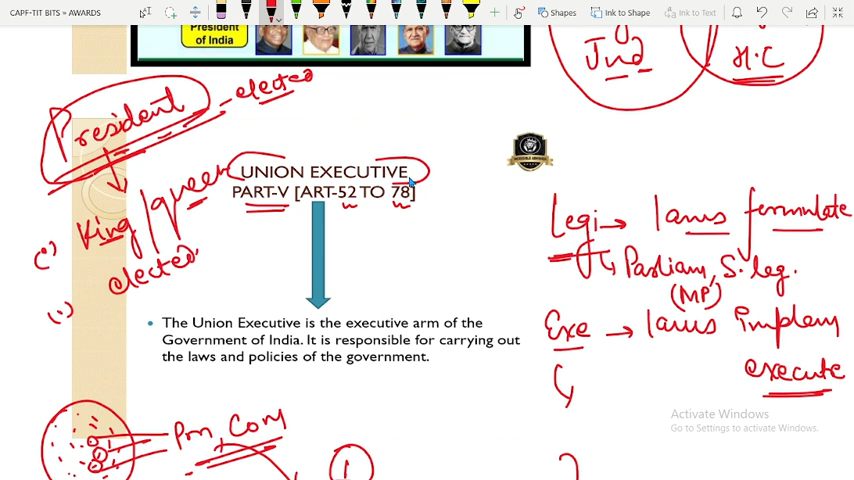 CAPF-TIT BITS » AWARDS
Shapes
Ink to Shape
Ink to Text
President
of India
Jud
H.C
President - elected
King/queen
elected
UNION EXECUTIVE
PART-V [ART-52 TO 78]
Legi → laws formulate
Parliam, S. leg.
(MP)
Exe → laws implem
execute
• The Union Executive is the executive arm of the
Government of India. It is responsible for carrying out
the laws and policies of the government.
Activate Windows
Go to Settings to activate Windows.
Pm, Com
1